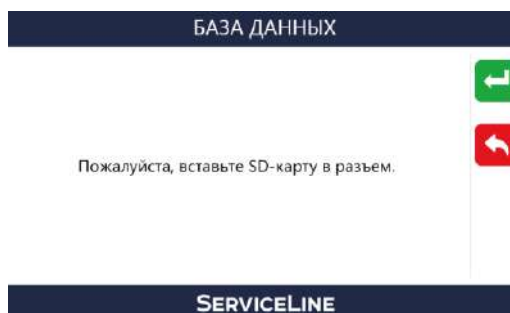 БАЗА ДАННЫХ
Пожалуйста, вставьте SD-карту в разъем.
SERVICELINE